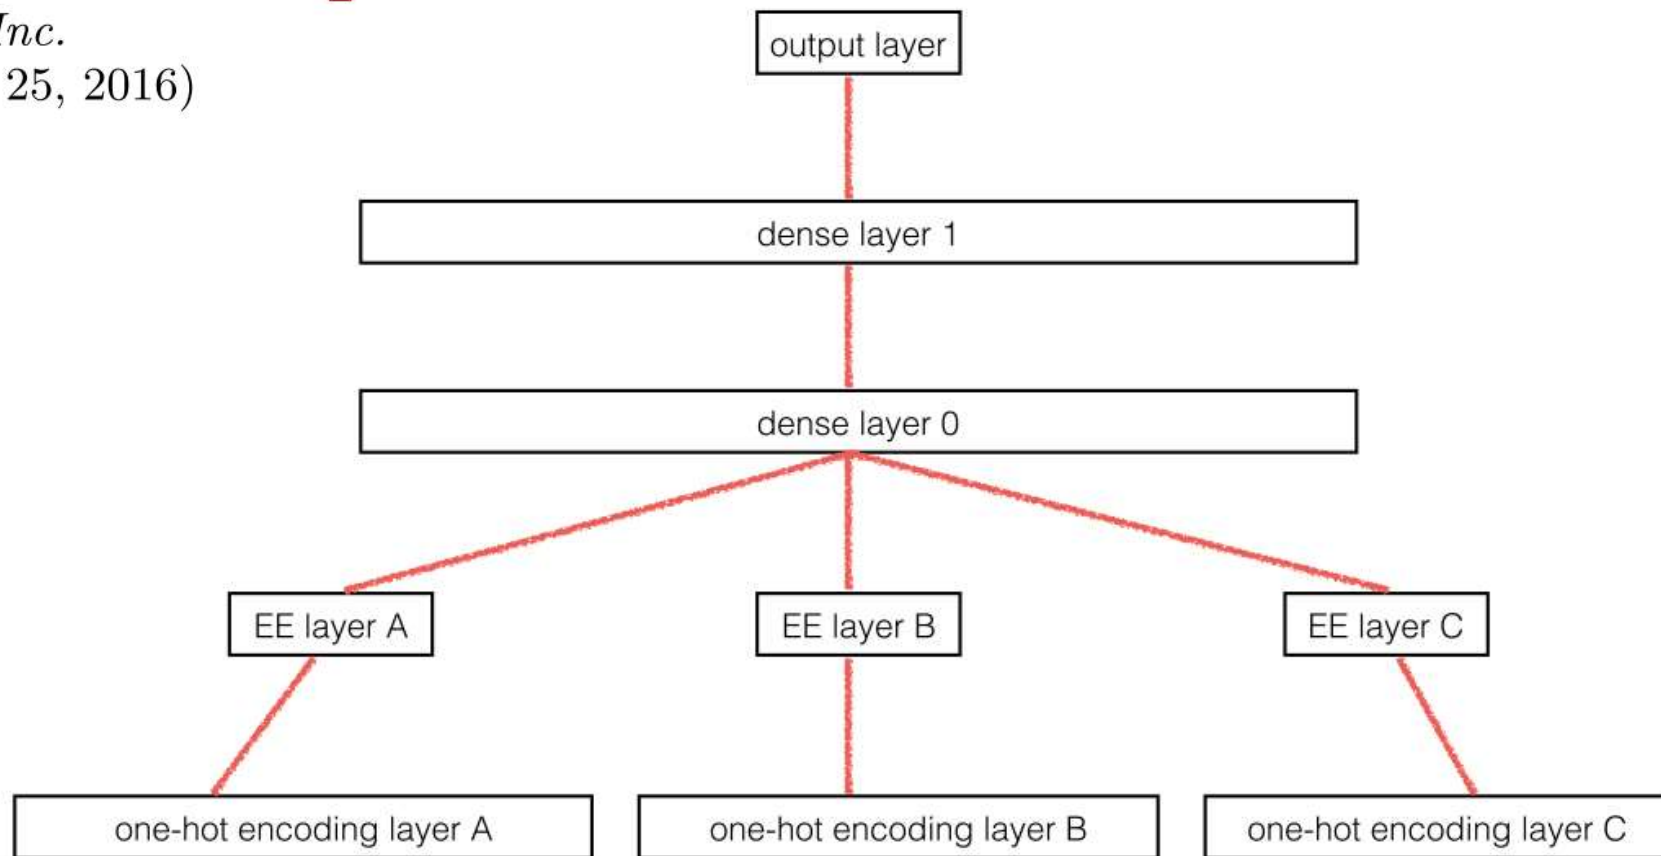 Inc.
25, 2016)
output layer
dense layer 1
dense layer 0
EE layer A
EE layer B
EE layer C
one-hot encoding layer A
one-hot encoding layer B
one-hot encoding layer C